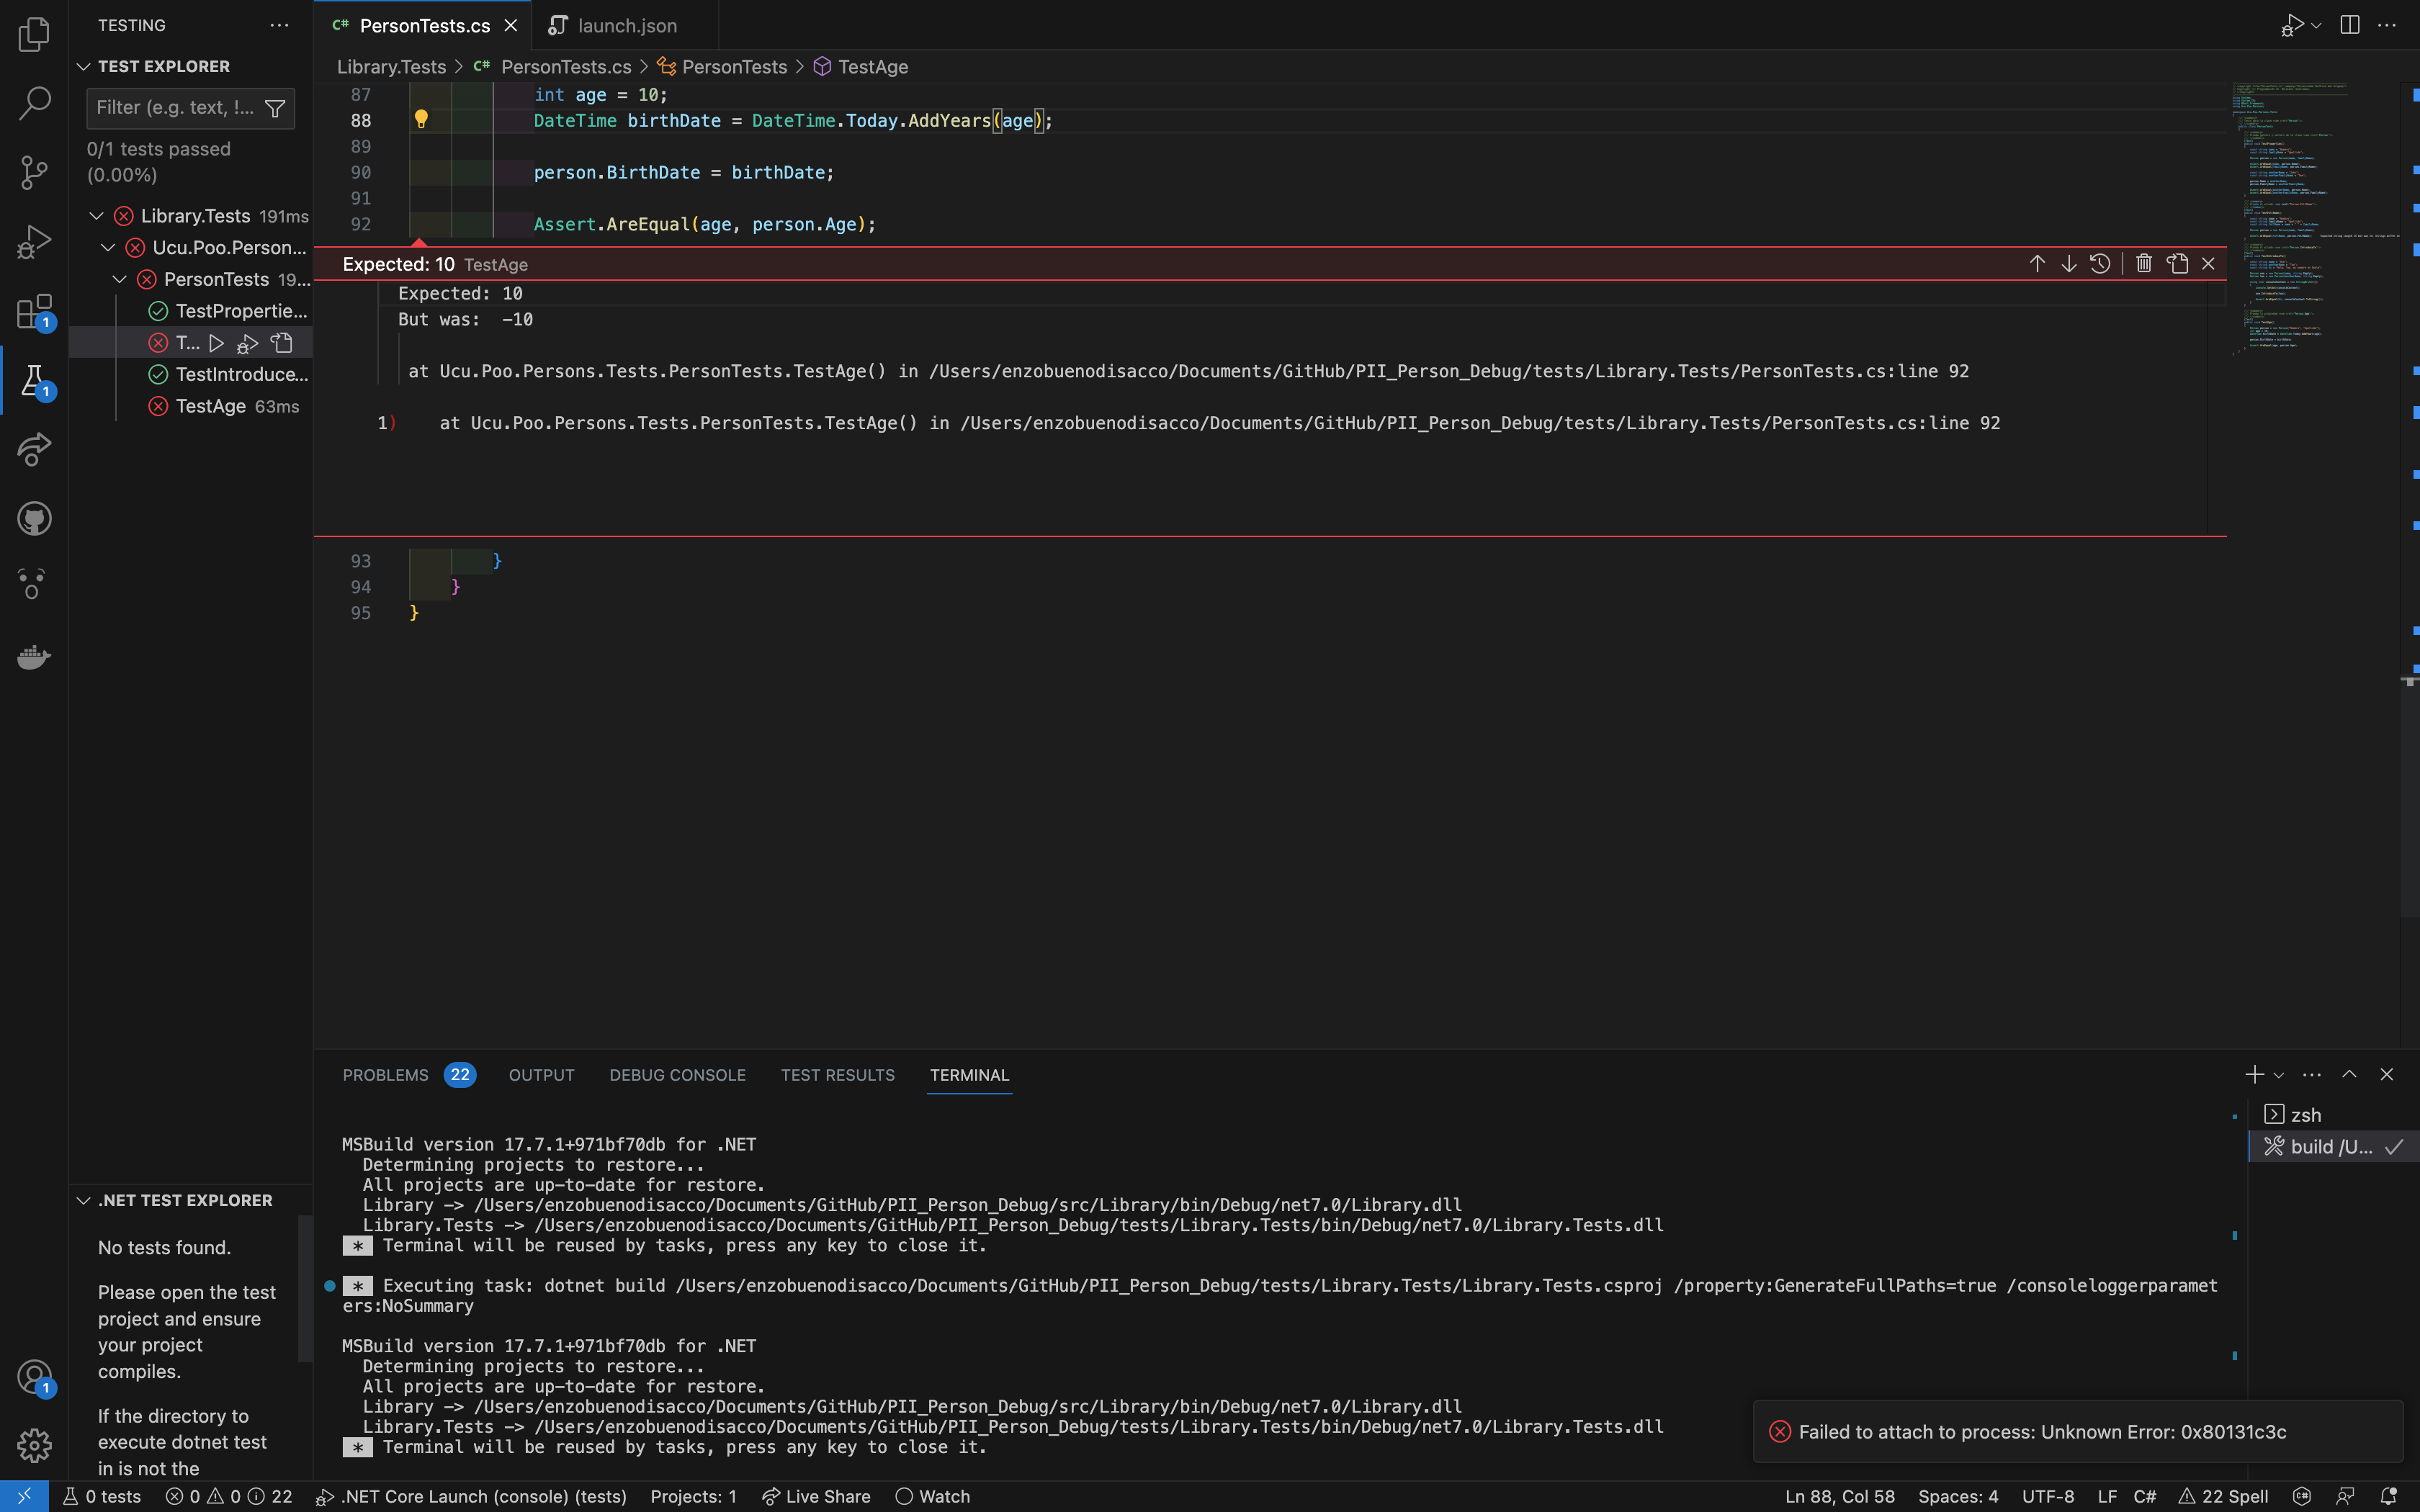 TESTING
TEST EXPLORER
Filter (e.g. text, !...
0/1 tests passed
(0.00%)
Library.Tests 191ms
Ucu.Poo.Person...
PersonTests 19...
TestPropertie...
T...
TestIntroduce...
TestAge 63ms
.NET TEST EXPLORER
No tests found.
Please open the test
project and ensure
your project
compiles.
If the directory to
execute dotnet test
in is not the
1
1
1
C# PersonTests.cs
launch.json
Library.Tests > C# PersonTests.cs > PersonTests > TestAge
87 int age = 10;
88 DateTime birthDate = DateTime.Today.AddYears(age);
89
90 person.BirthDate = birthDate;
91
92 Assert.AreEqual(age, person.Age);
Expected: 10 TestAge
Expected: 10
But was:  -10
at Ucu.Poo.Persons.Tests.PersonTests.TestAge() in /Users/enzobuenodisacco/Documents/GitHub/PII_Person_Debug/tests/Library.Tests/PersonTests.cs:line 92
1)    at Ucu.Poo.Persons.Tests.PersonTests.TestAge() in /Users/enzobuenodisacco/Documents/GitHub/PII_Person_Debug/tests/Library.Tests/PersonTests.cs:line 92
93 }
94 }
95 }
PROBLEMS 22 OUTPUT DEBUG CONSOLE TEST RESULTS TERMINAL
MSBuild version 17.7.1+971bf70db for .NET
Determining projects to restore...
All projects are up-to-date for restore.
Library -> /Users/enzobuenodisacco/Documents/GitHub/PII_Person_Debug/src/Library/bin/Debug/net7.0/Library.dll
Library.Tests -> /Users/enzobuenodisacco/Documents/GitHub/PII_Person_Debug/tests/Library.Tests/bin/Debug/net7.0/Library.Tests.dll
* Terminal will be reused by tasks, press any key to close it.
* Executing task: dotnet build /Users/enzobuenodisacco/Documents/GitHub/PII_Person_Debug/tests/Library.Tests/Library.Tests.csproj /property:GenerateFullPaths=true /consoleloggerparamet
ers:NoSummary
MSBuild version 17.7.1+971bf70db for .NET
Determining projects to restore...
All projects are up-to-date for restore.
Library -> /Users/enzobuenodisacco/Documents/GitHub/PII_Person_Debug/src/Library/bin/Debug/net7.0/Library.dll
Library.Tests -> /Users/enzobuenodisacco/Documents/GitHub/PII_Person_Debug/tests/Library.Tests/bin/Debug/net7.0/Library.Tests.dll
* Terminal will be reused by tasks, press any key to close it.
zsh
build /U...
Failed to attach to process: Unknown Error: 0x80131c3c
0 tests 0 0 22 .NET Core Launch (console) (tests) Projects: 1 Live Share Watch Ln 88, Col 58 Spaces: 4 UTF-8 LF C# 22 Spell